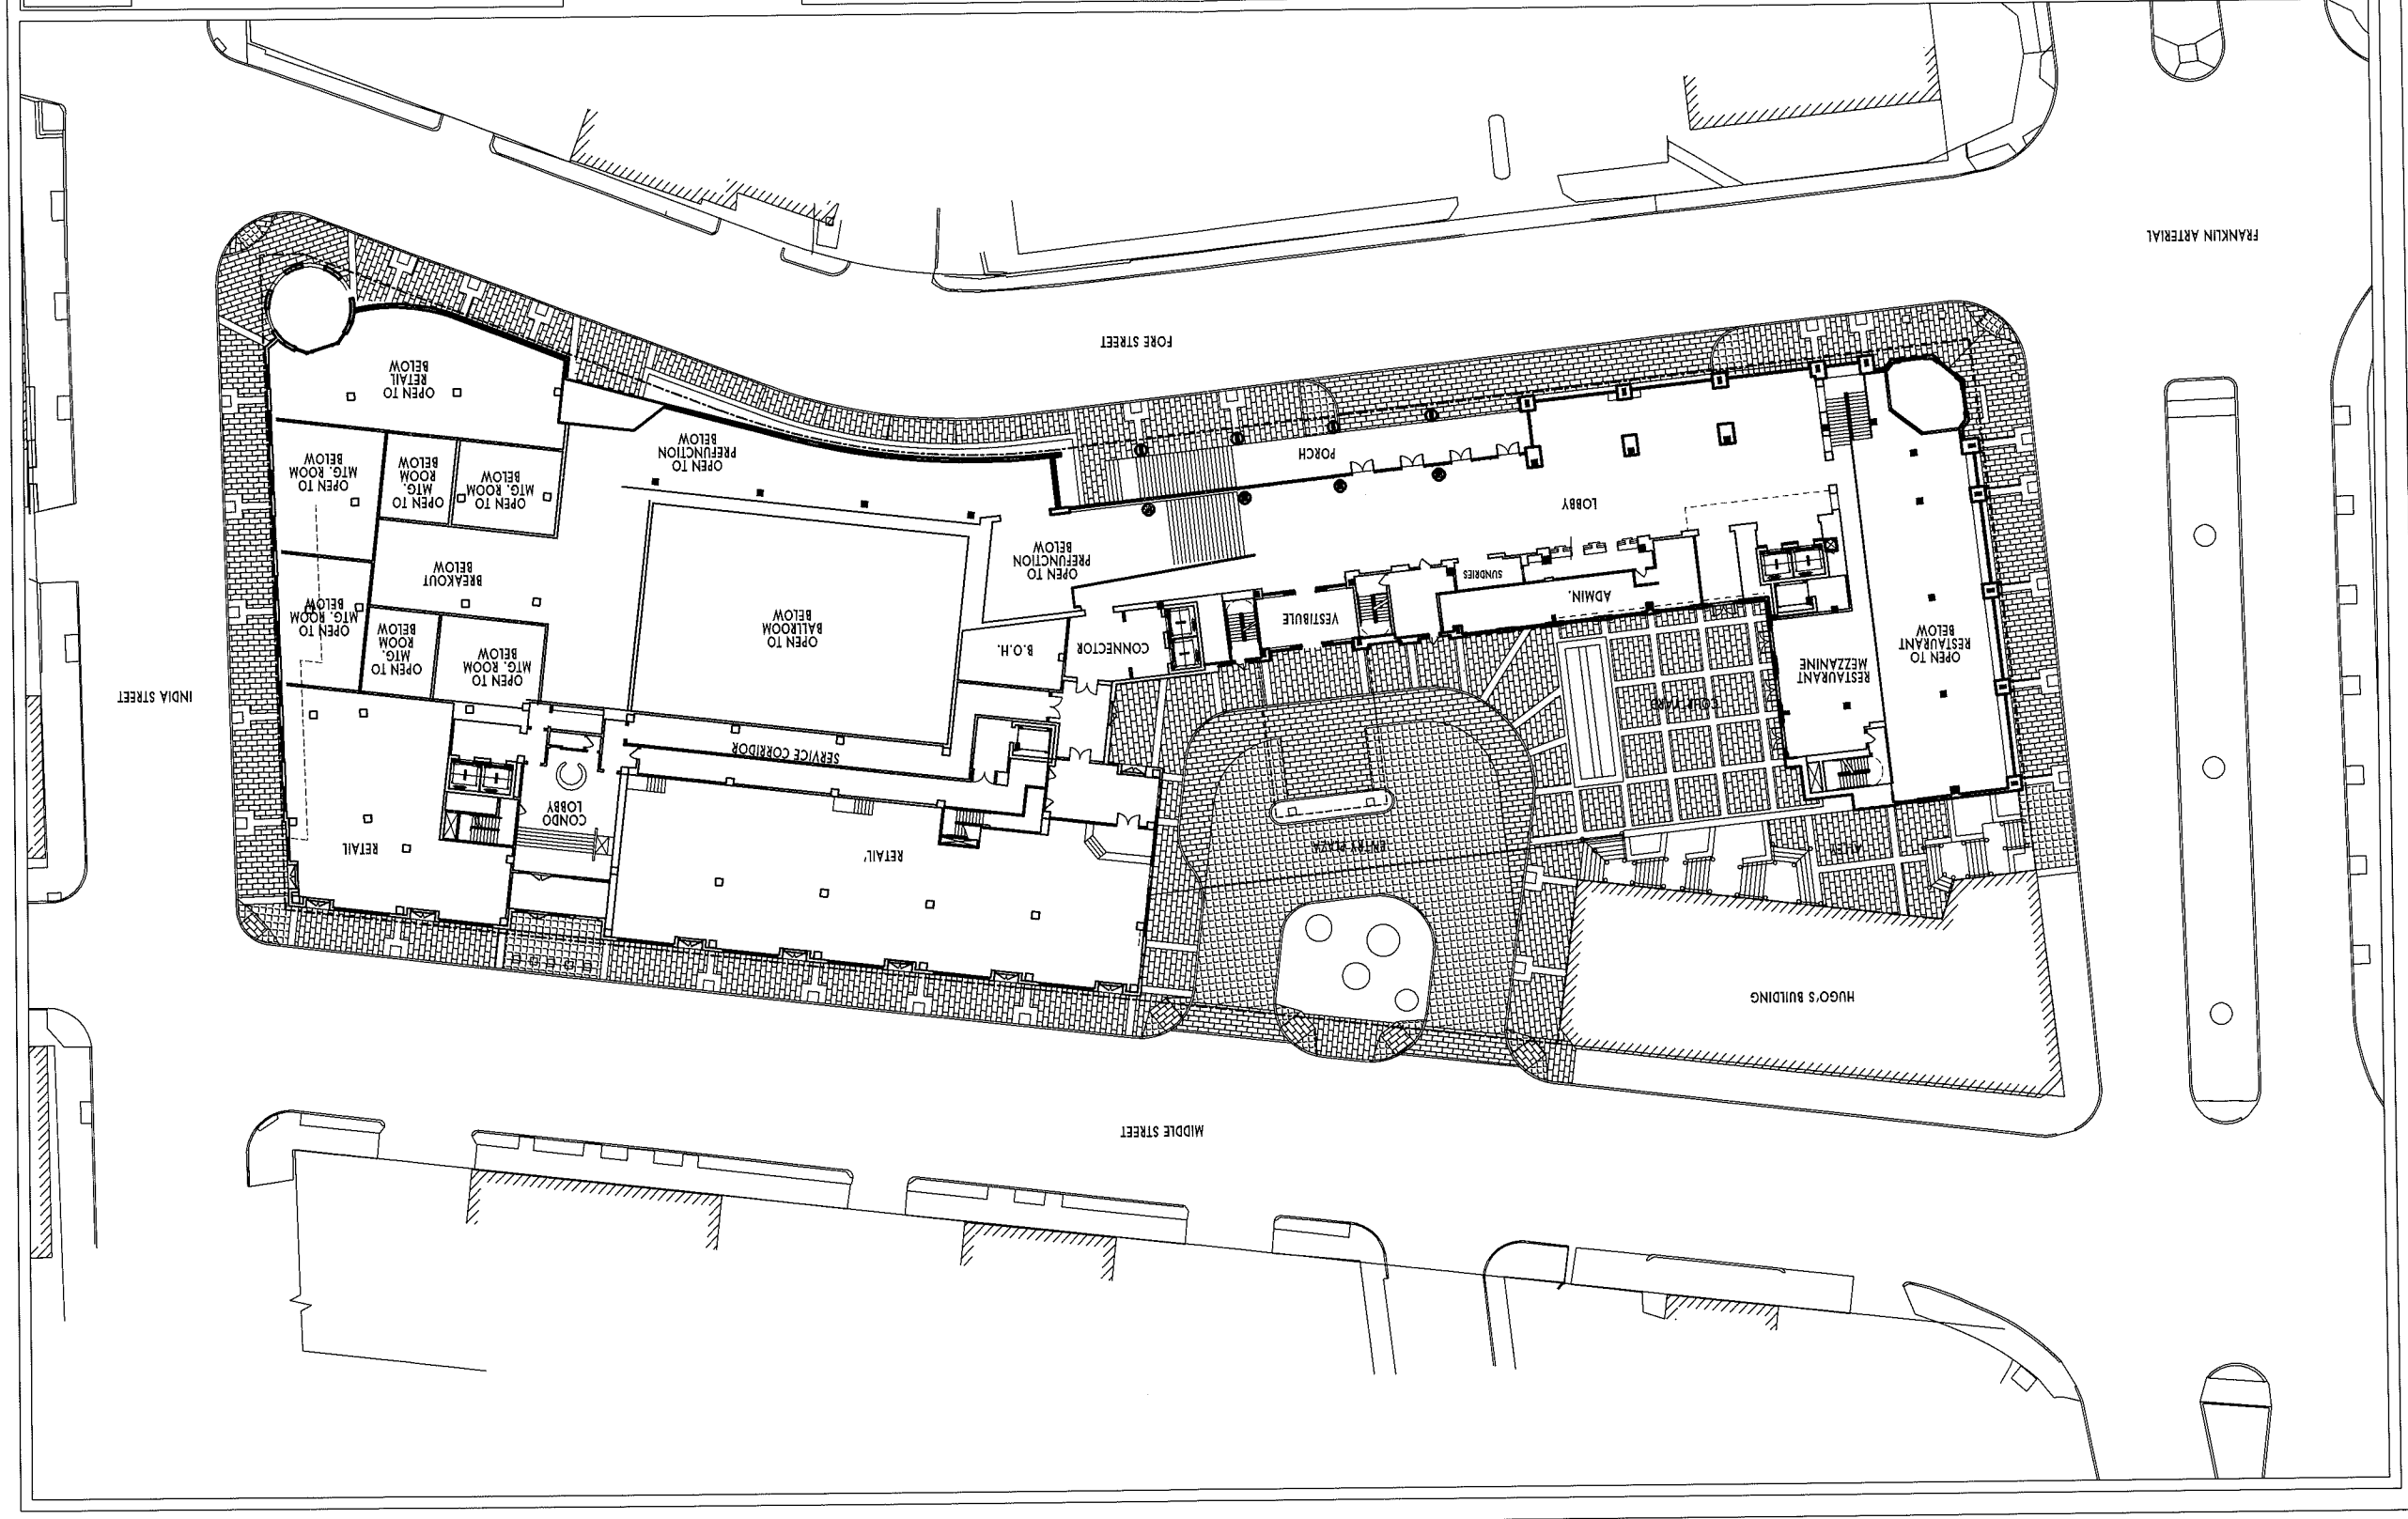 MIDDLE STREET
HUGO'S BUILDING
RETAIL'
RETAIL
ENTRY PLAZA
CONDO
LOBBY
SERVICE CORRIDOR
COURTYARD
RESTAURANT
MEZZANINE
INDIA STREET
OPEN TO
RESTAURANT
BELOW
CONNECTOR
B.O.H.
OPEN TO
BALLROOM
BELOW
OPEN TO
MTG. ROOM
BELOW
OPEN TO
MTG.
ROOM
BELOW
OPEN TO
MTG. ROOM
BELOW
VESTIBULE
ADMIN.
SUNDRIES
OPEN TO
PREFUNCTION
BELOW
BREAKOUT
BELOW
LOBBY
PORCH
OPEN TO
MTG. ROOM
BELOW
OPEN TO
MTG.
ROOM
BELOW
OPEN TO
MTG. ROOM
BELOW
OPEN TO
PREFUNCTION
BELOW
OPEN TO
RETAIL
BELOW
FORE STREET
FRANKLIN ARTERIAL